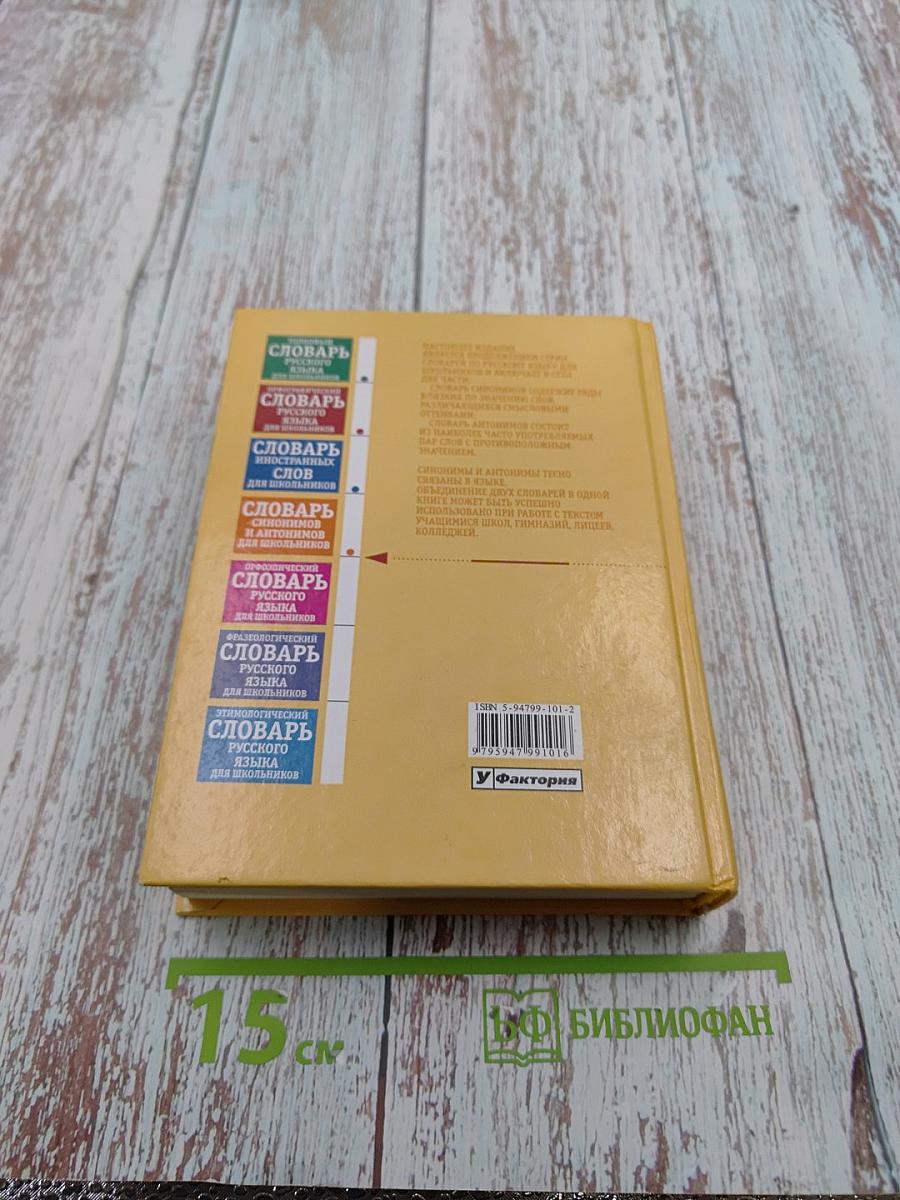 ТОЛКОВЫЙ
СЛОВАРЬ
РУССКОГО
ЯЗЫКА
ДЛЯ ШКОЛЬНИКОВ
ОРФОГРАФИЧЕСКИЙ
СЛОВАРЬ
РУССКОГО
ЯЗЫКА
ДЛЯ ШКОЛЬНИКОВ
СЛОВАРЬ
ИНОСТРАННЫХ
СЛОВ
ДЛЯ ШКОЛЬНИКОВ
СЛОВАРЬ
СИНОНИМОВ
И АНТОНИМОВ
ДЛЯ ШКОЛЬНИКОВ
ОРФОЭПИЧЕСКИЙ
СЛОВАРЬ
РУССКОГО
ЯЗЫКА
ДЛЯ ШКОЛЬНИКОВ
ФРАЗЕОЛОГИЧЕСКИЙ
СЛОВАРЬ
РУССКОГО
ЯЗЫКА
ДЛЯ ШКОЛЬНИКОВ
ЭТИМОЛОГИЧЕСКИЙ
СЛОВАРЬ
РУССКОГО
ЯЗЫКА
ДЛЯ ШКОЛЬНИКОВ
НАСТОЯЩЕЕ ИЗДАНИЕ
ЯВЛЯЕТСЯ ПРОДОЛЖЕНИЕМ СЕРИИ
СЛОВАРЕЙ ПО РУССКОМУ ЯЗЫКУ ДЛЯ
ШКОЛЬНИКОВ И ВКЛЮЧАЕТ В СЕБЯ
ДВЕ ЧАСТИ:
СЛОВАРЬ СИНОНИМОВ СОДЕРЖИТ РЯДЫ
БЛИЗКИХ ПО ЗНАЧЕНИЮ СЛОВ,
РАЗЛИЧАЮЩИХСЯ СМЫСЛОВЫМИ
ОТТЕНКАМИ;
СЛОВАРЬ АНТОНИМОВ СОСТОИТ
ИЗ НАИБОЛЕЕ ЧАСТО УПОТРЕБЛЯЕМЫХ
ПАР СЛОВ С ПРОТИВОПОЛОЖНЫМ
ЗНАЧЕНИЕМ.
СИНОНИМЫ И АНТОНИМЫ ТЕСНО
СВЯЗАНЫ В ЯЗЫКЕ.
ОБЪЕДИНЕНИЕ ДВУХ СЛОВАРЕЙ В ОДНОЙ
КНИГЕ МОЖЕТ БЫТЬ УСПЕШНО
ИСПОЛЬЗОВАНО ПРИ РАБОТЕ С ТЕКСТОМ
УЧАЩИМИСЯ ШКОЛ, ГИМНАЗИЙ, ЛИЦЕЕВ,
КОЛЛЕДЖЕЙ.
ISBN 5-94799-101-2
9 795947 991016
У Фактория
15 см
БФ БИБЛИОФАН